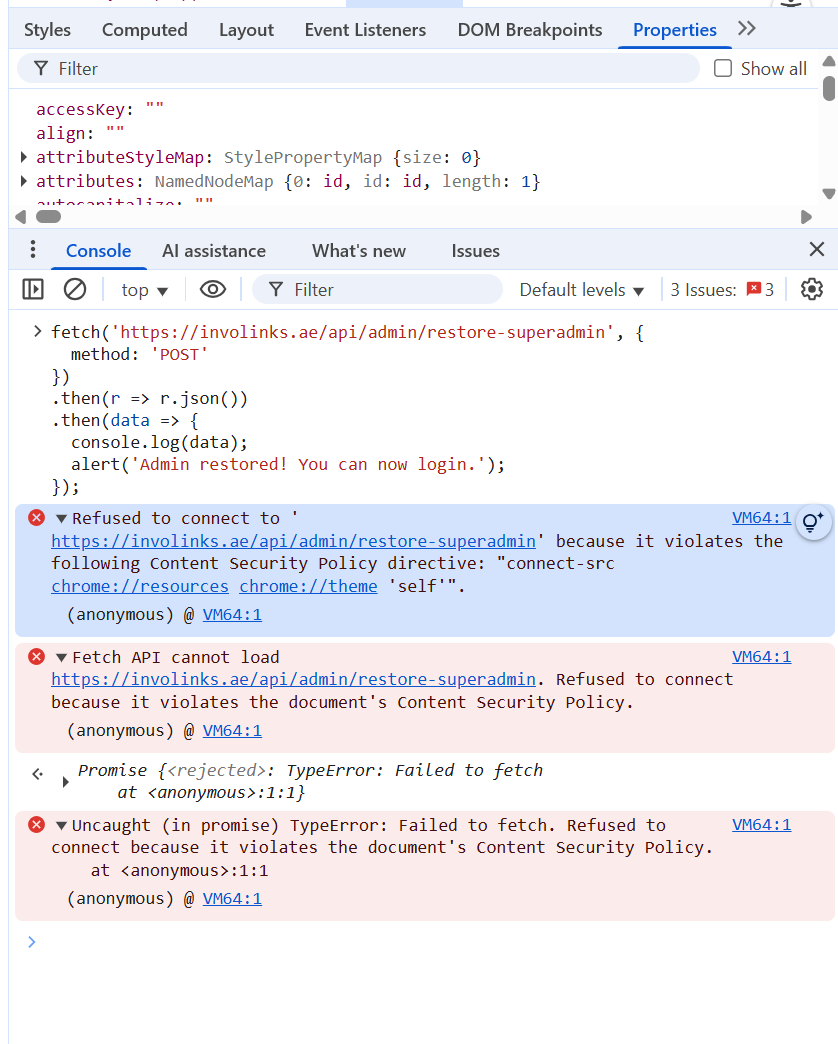 Styles Computed Layout Event Listeners DOM Breakpoints Properties
Filter Show all
accessKey: ""
align: ""
attributeStyleMap: StylePropertyMap {size: 0}
attributes: NamedNodeMap {0: id, id: id, length: 1}
autocapitalize: ""
Console AI assistance What's new Issues
top Filter Default levels 3 Issues: 3
> fetch('https://involinks.ae/api/admin/restore-superadmin', {
method: 'POST'
})
.then(r => r.json())
.then(data => {
console.log(data);
alert('Admin restored! You can now login.');
});
Refused to connect to ' VM64:1
https://involinks.ae/api/admin/restore-superadmin' because it violates the
following Content Security Policy directive: "connect-src
chrome://resources chrome://theme 'self'".
(anonymous) @ VM64:1
Fetch API cannot load VM64:1
https://involinks.ae/api/admin/restore-superadmin. Refused to connect
because it violates the document's Content Security Policy.
(anonymous) @ VM64:1
Promise {<rejected>: TypeError: Failed to fetch
at <anonymous>:1:1}
Uncaught (in promise) TypeError: Failed to fetch. Refused to VM64:1
connect because it violates the document's Content Security Policy.
at <anonymous>:1:1
(anonymous) @ VM64:1
>